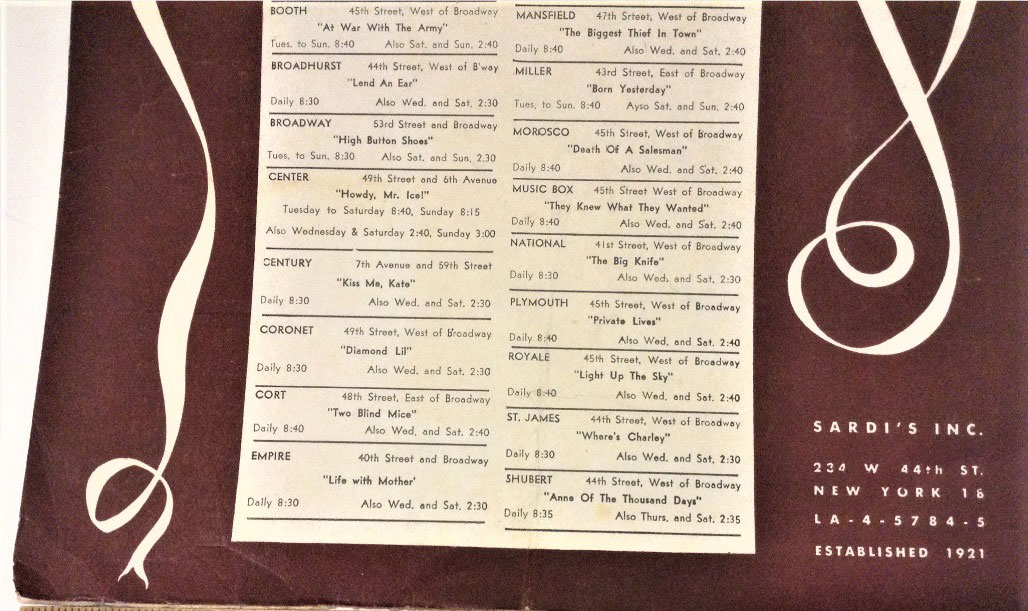 BOOTH 45th Street, West of Broadway
"At War With The Army"
Tues. to Sun. 8:40 Also Sat. and Sun. 2:40
BROADHURST 44th Street, West of B'way
"Lend An Ear"
Daily 8:30 Also Wed. and Sat. 2:30
BROADWAY 53rd Street and Broadway
"High Button Shoes"
Tues. to Sun. 8:30 Also Sat. and Sun. 2.30
CENTER 49th Street and 6th Avenue
"Howdy, Mr. Ice!"
Tuesday to Saturday 8:40, Sunday 8:15
Also Wednesday & Saturday 2:40, Sunday 3:00
CENTURY 7th Avenue and 59th Street
"Kiss Me, Kate"
Daily 8:30 Also Wed. and Sat. 2:30
CORONET 49th Street, West of Broadway
"Diamond Lil"
Daily 8:30 Also Wed. and Sat. 2:30
CORT 48th Street, East of Broadway
"Two Blind Mice"
Daily 8:40 Also Wed. and Sat. 2:40
EMPIRE 40th Street and Broadway
"Life with Mother'
Daily 8:30 Also Wed. and Sat. 2:30
MANSFIELD 47th Srteet, West of Broadway
"The Biggest Thief In Town"
Daily 8:40 Also Wed. and Sat. 2:40
MILLER 43rd Street, East of Broadway
"Born Yesterday"
Tues. to Sun. 8:40 Ayso Sat. and Sun. 2:40
MOROSCO 45th Street, West of Broadway
"Death Of A Salesman"
Daily 8:40 Also Wed. and Sat. 2:40
MUSIC BOX 45th Street West of Broadway
"They Knew What They Wanted"
Daily 8:40 Also Wed. and Sat. 2:40
NATIONAL 41st Street, West of Broadway
"The Big Knife"
Daily 8:30 Also Wed. and Sat. 2:30
PLYMOUTH 45th Street, West of Broadway
"Private Lives"
Daily 8:40 Also Wed. and Sat. 2:40
ROYALE 45th Street, West of Broadway
"Light Up The Sky"
Daily 8:40 Also Wed. and Sat. 2:40
ST. JAMES 44th Street, West of Broadway
"Where's Charley"
Daily 8:30 Also Wed. and Sat. 2:30
SHUBERT 44th Street, West of Broadway
"Anne Of The Thousand Days"
Daily 8:35 Also Thurs. and Sat. 2:35
SARDI'S INC.
234 W 44th ST.
NEW YORK 18
LA-4-5784-5
ESTABLISHED 1921